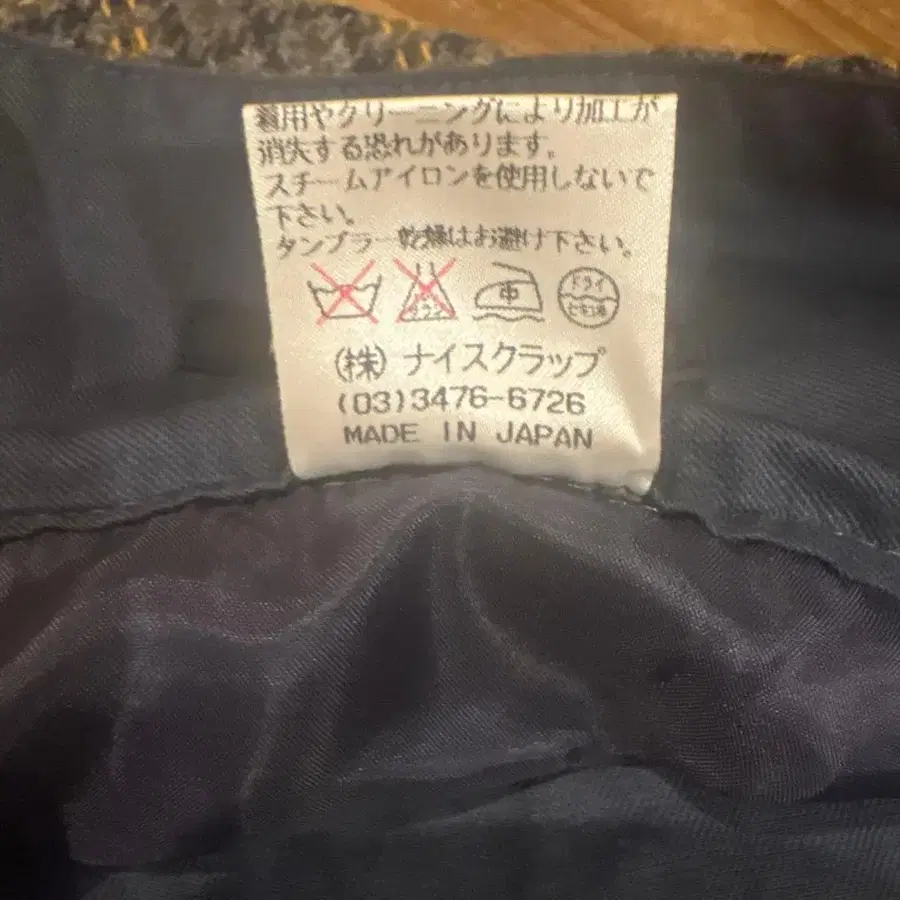 着用やクリーニングにより加工が
消失する恐れがあります。
スチームアイロンを使用しないで
下さい。
タンブラー乾燥はお避け下さい。
中 ドライ
(株) ナイスクラップ
(03)3476-6726
MADE IN JAPAN